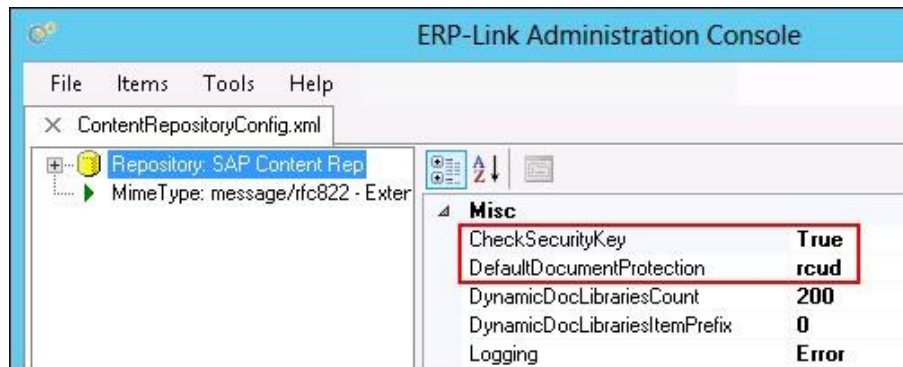 ERP-Link Administration Console
File Items Tools Help
ContentRepositoryConfig.xml
Repository: SAP Content Rep
MimeType: message/rfc822 - Exter
Misc
CheckSecurityKey True
DefaultDocumentProtection rcud
DynamicDocLibrariesCount 200
DynamicDocLibrariesItemPrefix 0
Logging Error